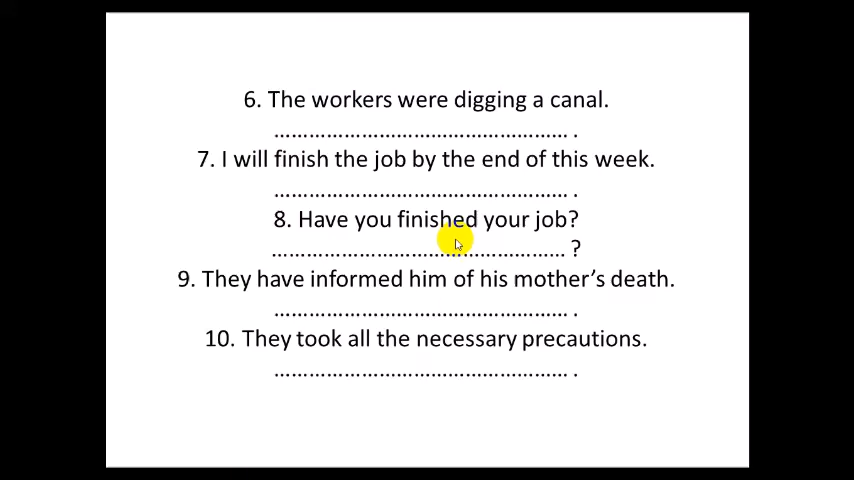 6. The workers were digging a canal.
……………………………………………. .
7. I will finish the job by the end of this week.
……………………………………………. .
8. Have you finished your job?
……………………………………………. ?
9. They have informed him of his mother’s death.
……………………………………………. .
10. They took all the necessary precautions.
……………………………………………. .